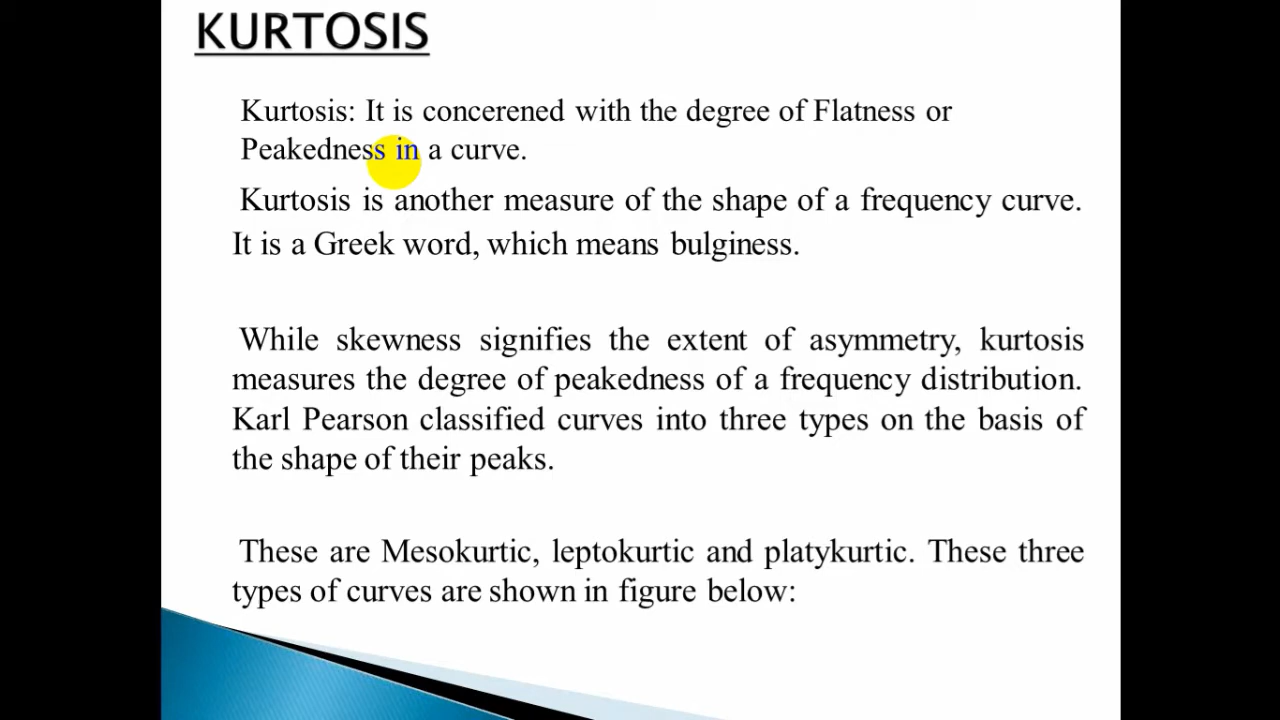 KURTOSIS
Kurtosis: It is concerened with the degree of Flatness or
Peakedness in a curve.
Kurtosis is another measure of the shape of a frequency curve.
It is a Greek word, which means bulginess.
While skewness signifies the extent of asymmetry, kurtosis
measures the degree of peakedness of a frequency distribution.
Karl Pearson classified curves into three types on the basis of
the shape of their peaks.
These are Mesokurtic, leptokurtic and platykurtic. These three
types of curves are shown in figure below: